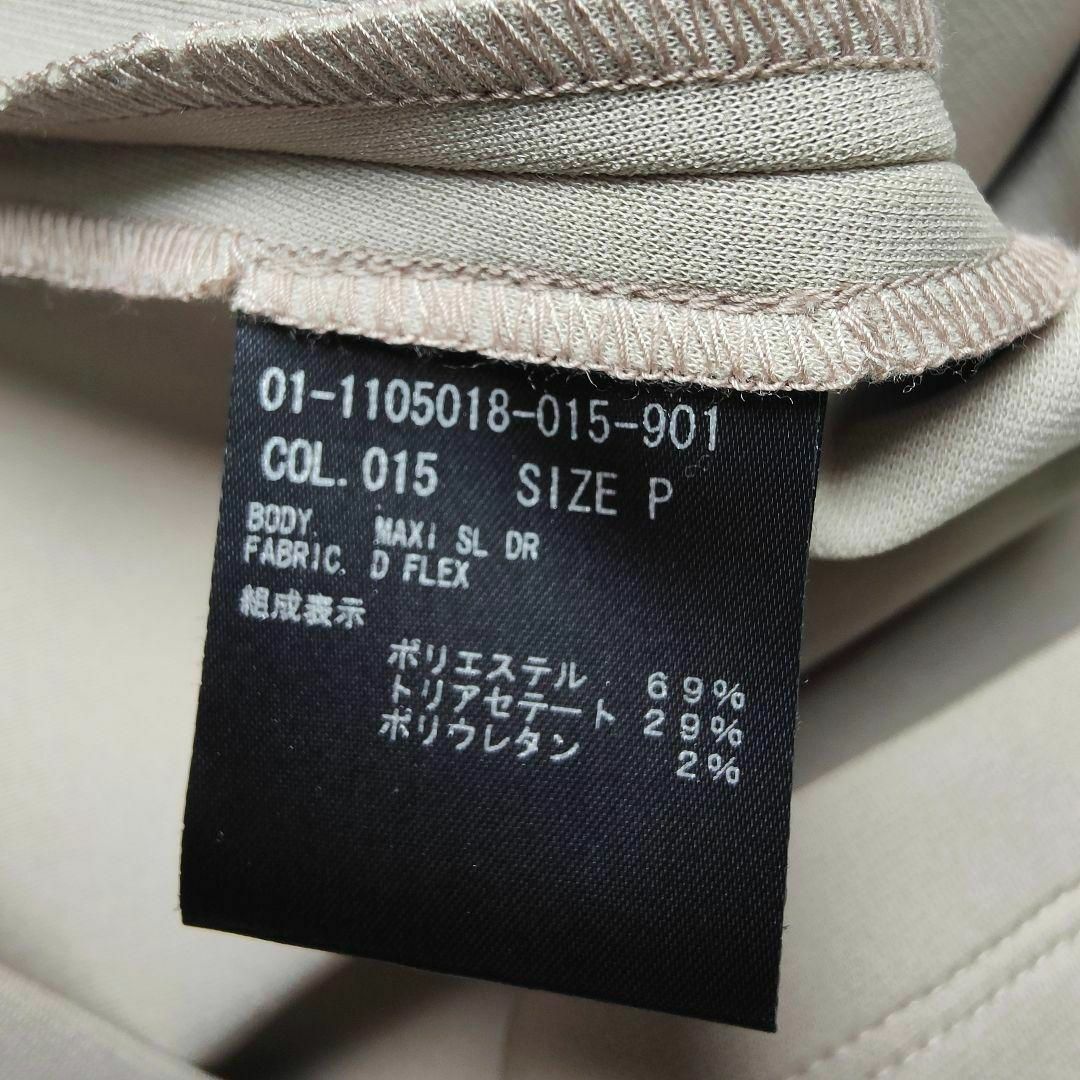 01-1105018-015-901
COL. 015 SIZE P
BODY. MAXI SL DR
FABRIC. D FLEX
組成表示
ポリエステル 69%
トリアセテート 29%
ポリウレタン 2%